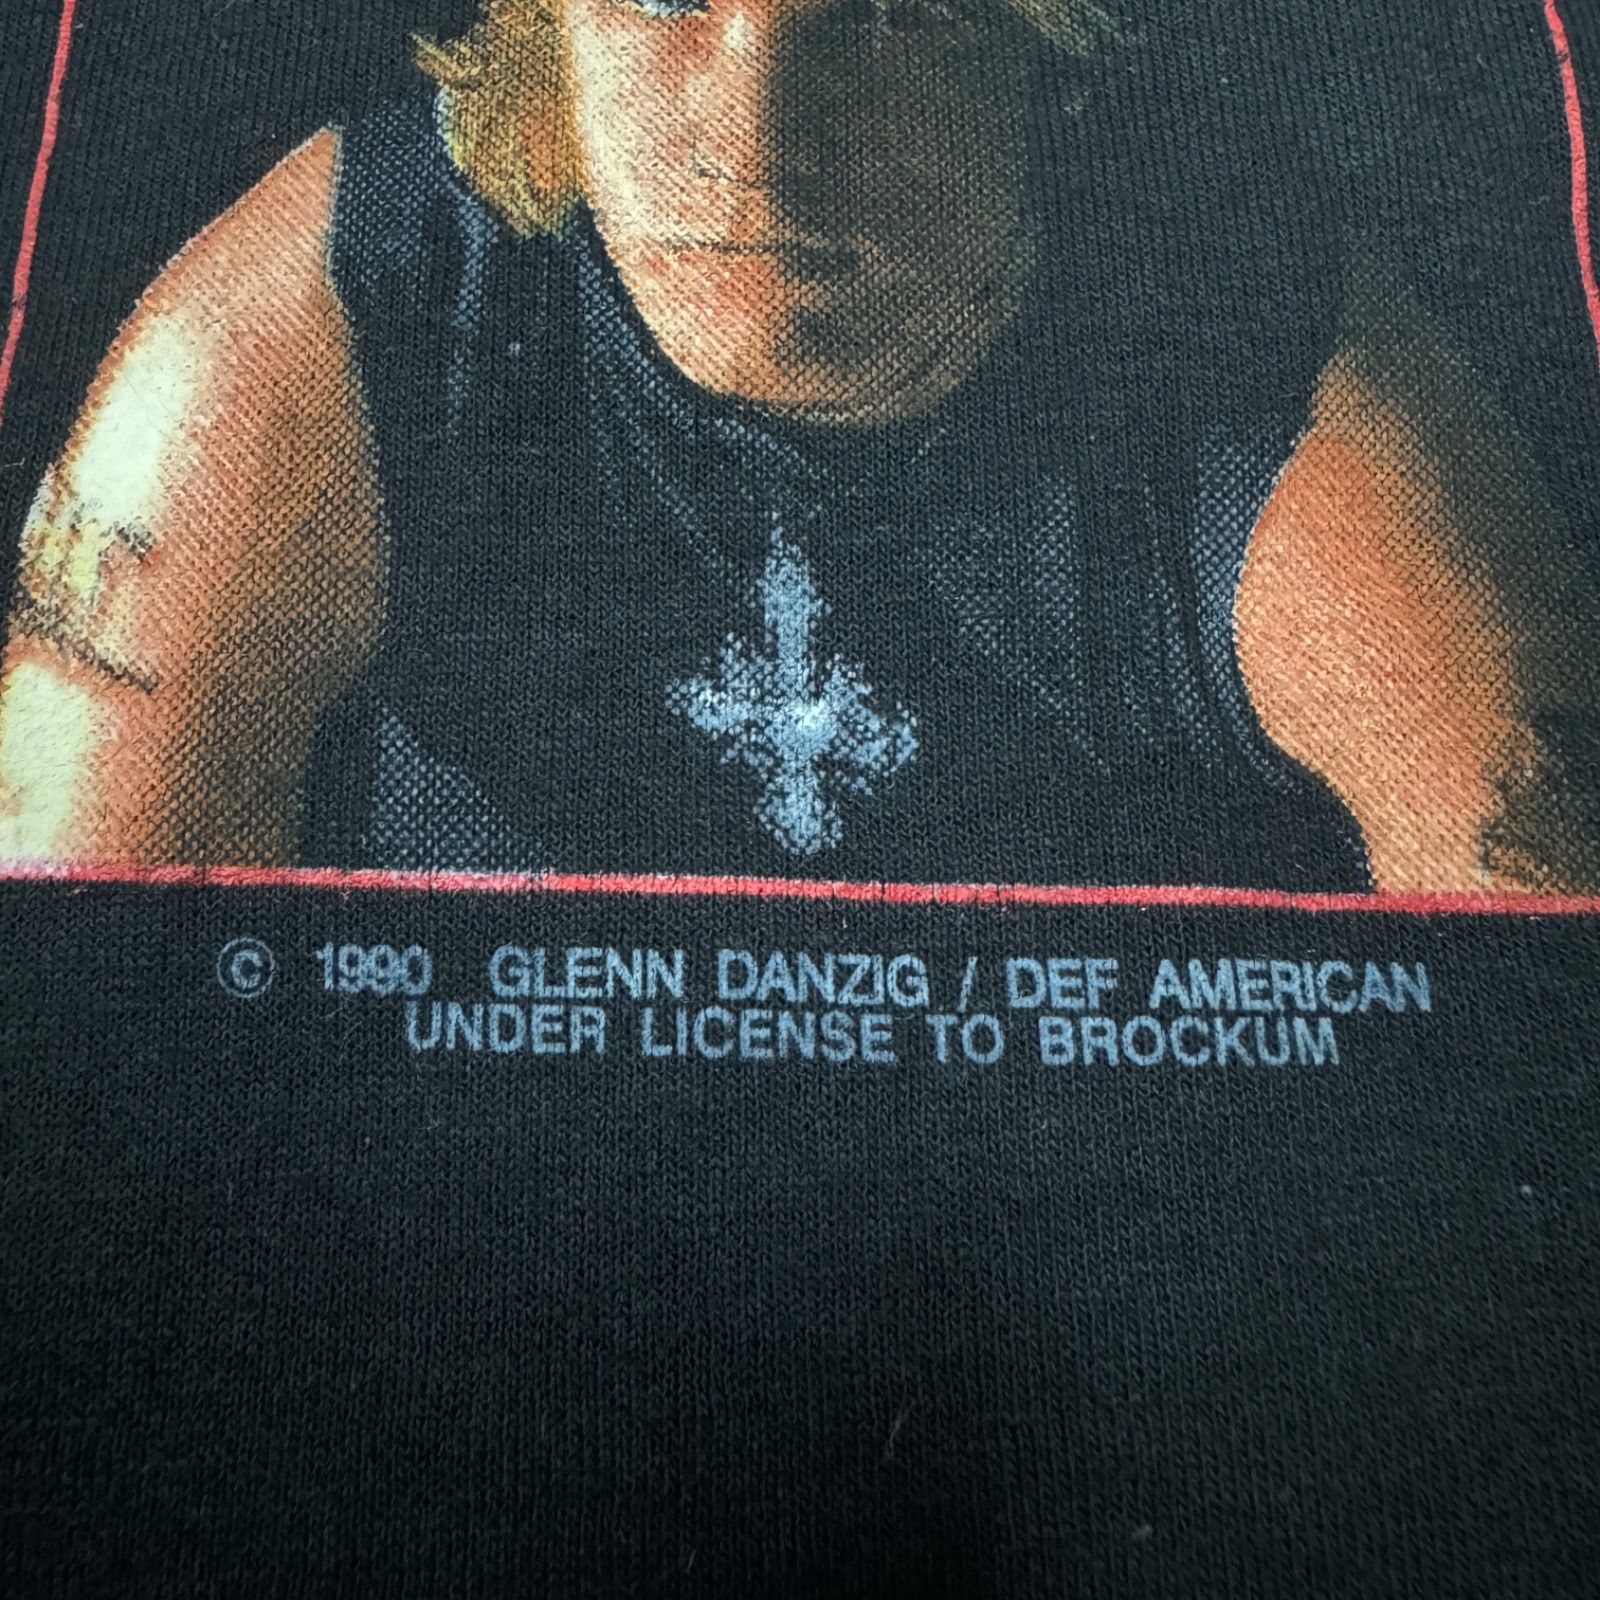 © 1990 GLENN DANZIG / DEF AMERICAN
UNDER LICENSE TO BROCKUM